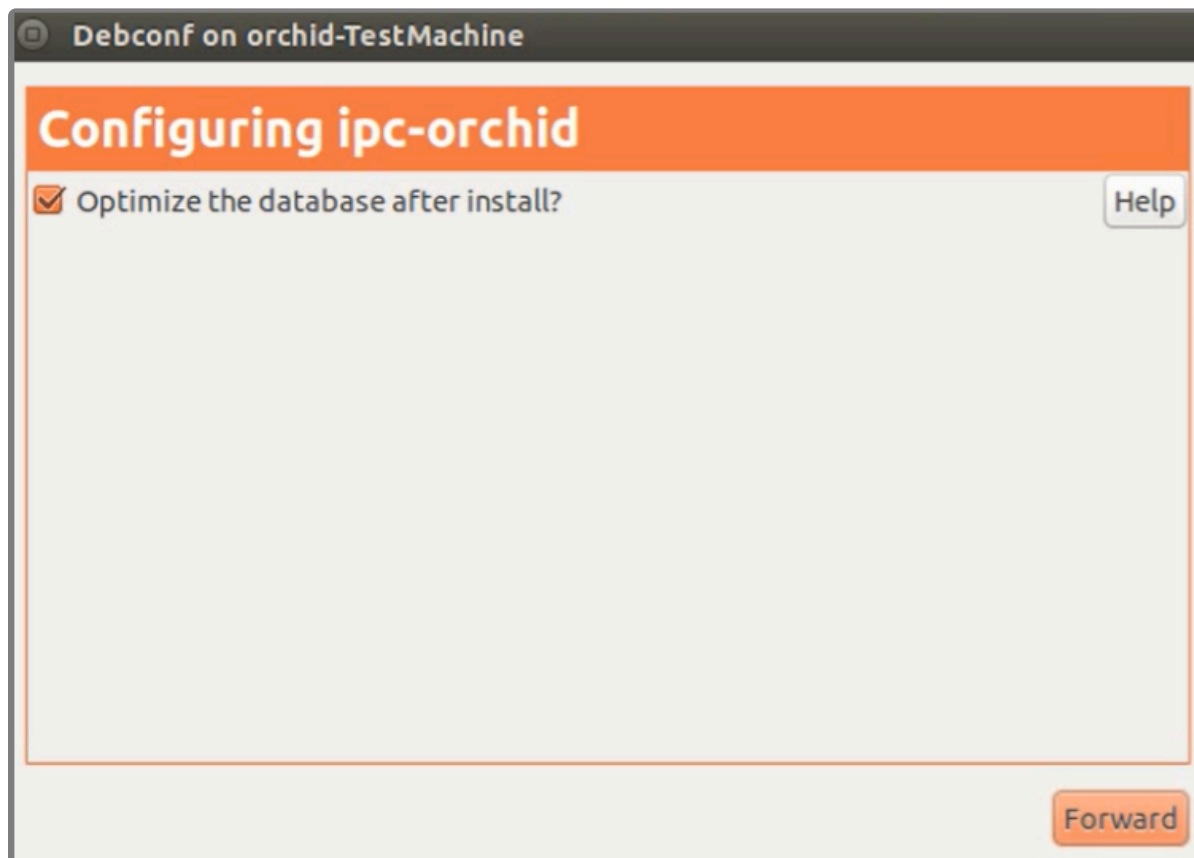 Debconf on orchid-TestMachine
Configuring ipc-orchid
Optimize the database after install?
Help
Forward